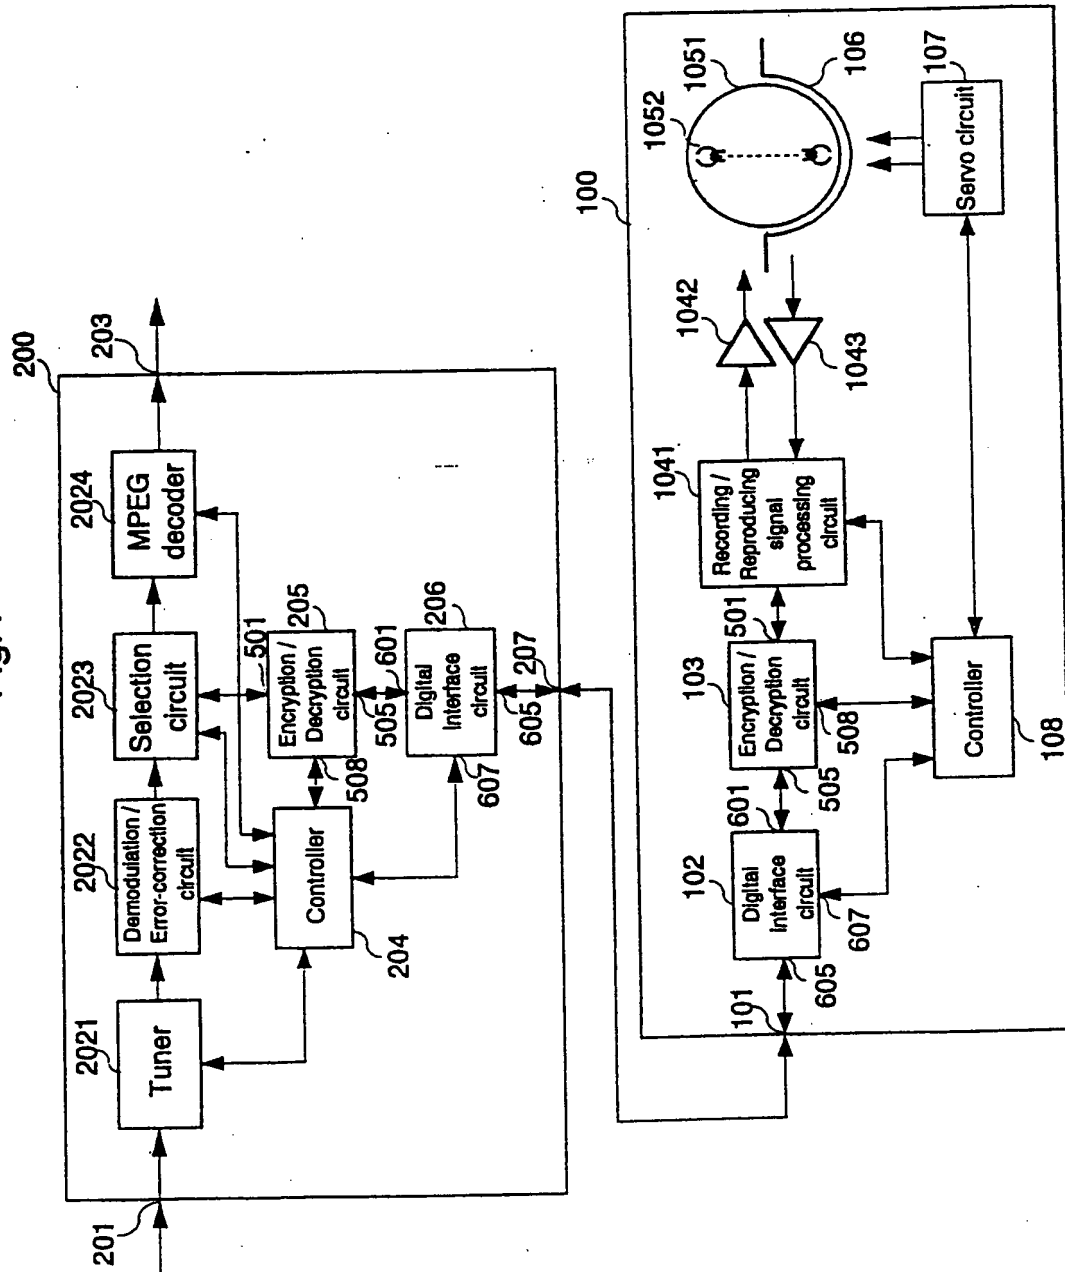 200
201
2021
Tuner
2022
Demodulation /
Error-correction
circuit
2023
Selection
circuit
2024
MPEG
decoder
203
204
Controller
501
205
Encryption /
Decryption
circuit
508
505
601
206
Digital
Interface
circuit
607
605
207
100
101
605
102
Digital
Interface
circuit
601
607
505
103
Encryption /
Decryption
circuit
501
508
1041
Recording /
Reproducing
signal
processing
circuit
1042
1043
1052
1051
106
107
Servo circuit
Controller
108